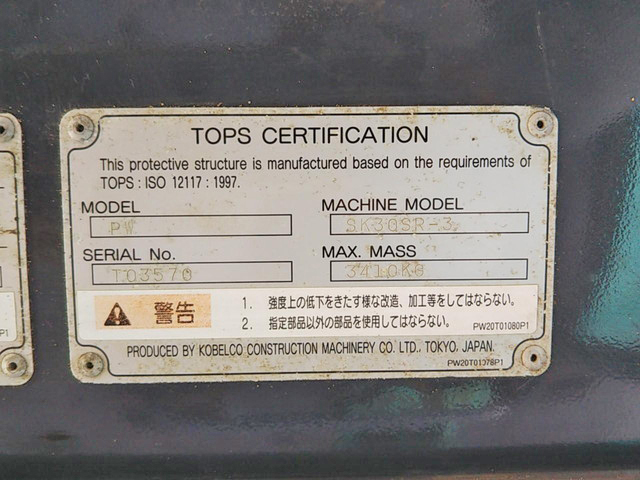 TOPS CERTIFICATION
This protective structure is manufactured based on the requirements of
TOPS : ISO 12117 : 1997.
MODEL
PW
MACHINE MODEL
SK30SR-3
SERIAL No.
TO3570
MAX. MASS
3410KG
警告
1. 強度上の低下をきたす様な改造、加工等をしてはならない。
2. 指定部品以外の部品を使用してはならない。
PW20T01080P1
PRODUCED BY KOBELCO CONSTRUCTION MACHINERY CO. LTD., TOKYO, JAPAN.
PW20T01078P1
P1